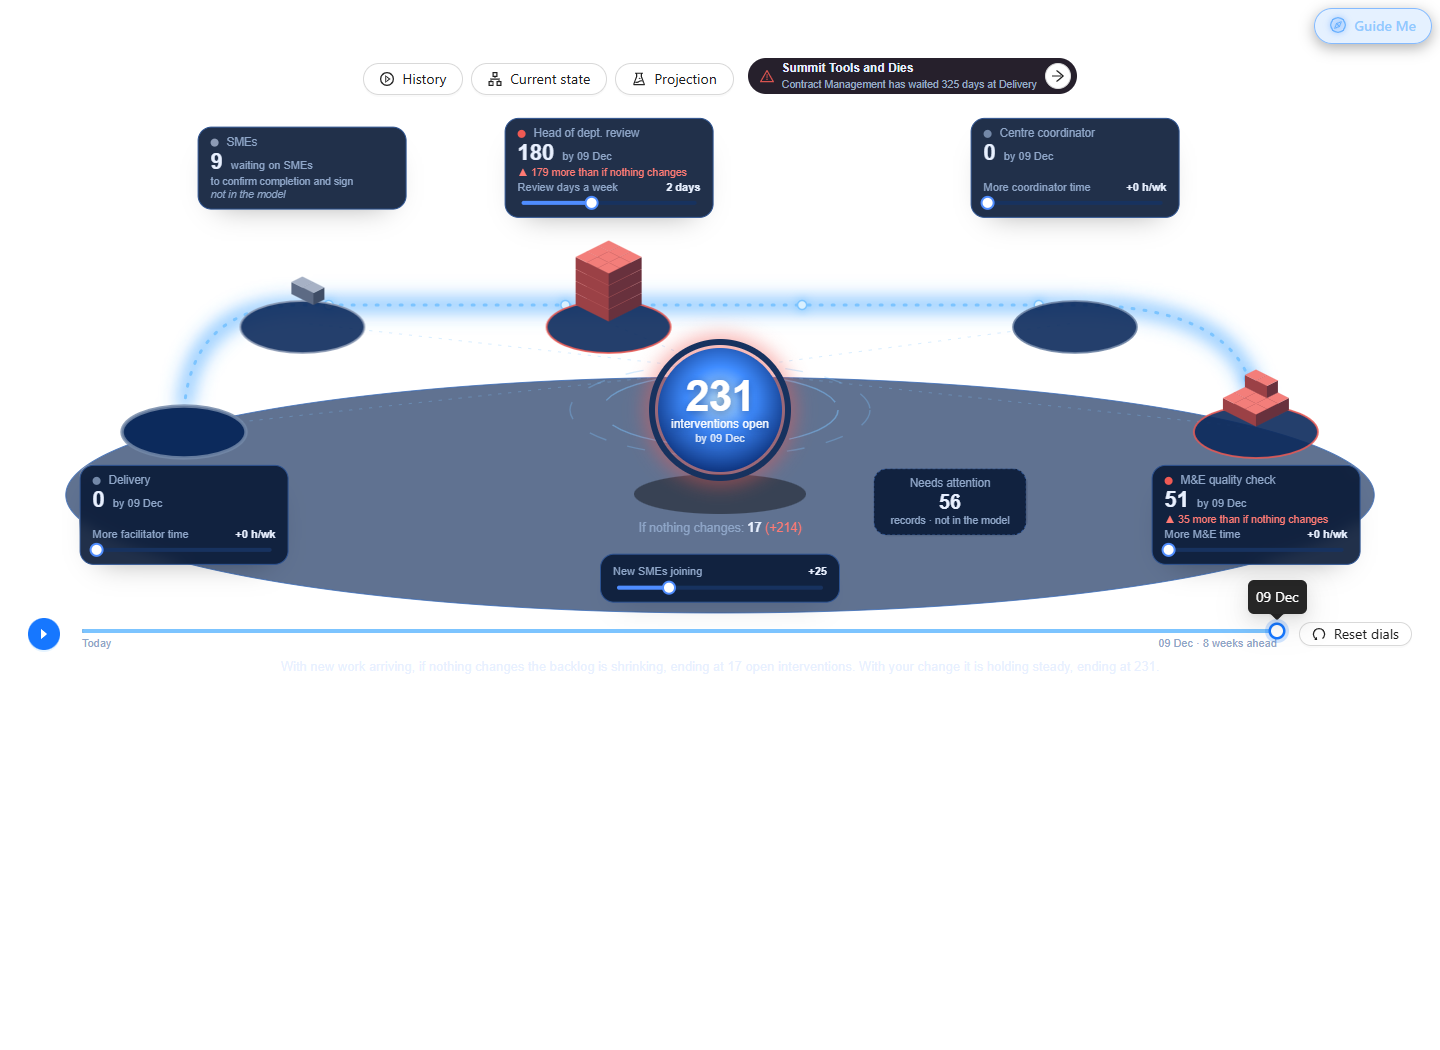 Guide Me
History
Current state
Projection
Summit Tools and Dies
Contract Management has waited 325 days at Delivery
SMEs
9 waiting on SMEs
to confirm completion and sign
not in the model
Head of dept. review
180 by 09 Dec
▲ 179 more than if nothing changes
Review days a week 2 days
Centre coordinator
0 by 09 Dec
More coordinator time +0 h/wk
231
interventions open
by 09 Dec
If nothing changes: 17 (+214)
Delivery
0 by 09 Dec
More facilitator time +0 h/wk
Needs attention
56
records · not in the model
M&E quality check
51 by 09 Dec
▲ 35 more than if nothing changes
More M&E time +0 h/wk
New SMEs joining +25
09 Dec
Today
09 Dec · 8 weeks ahead
Reset dials
With new work arriving, if nothing changes the backlog is shrinking, ending at 17 open interventions. With your change it is holding steady, ending at 231.